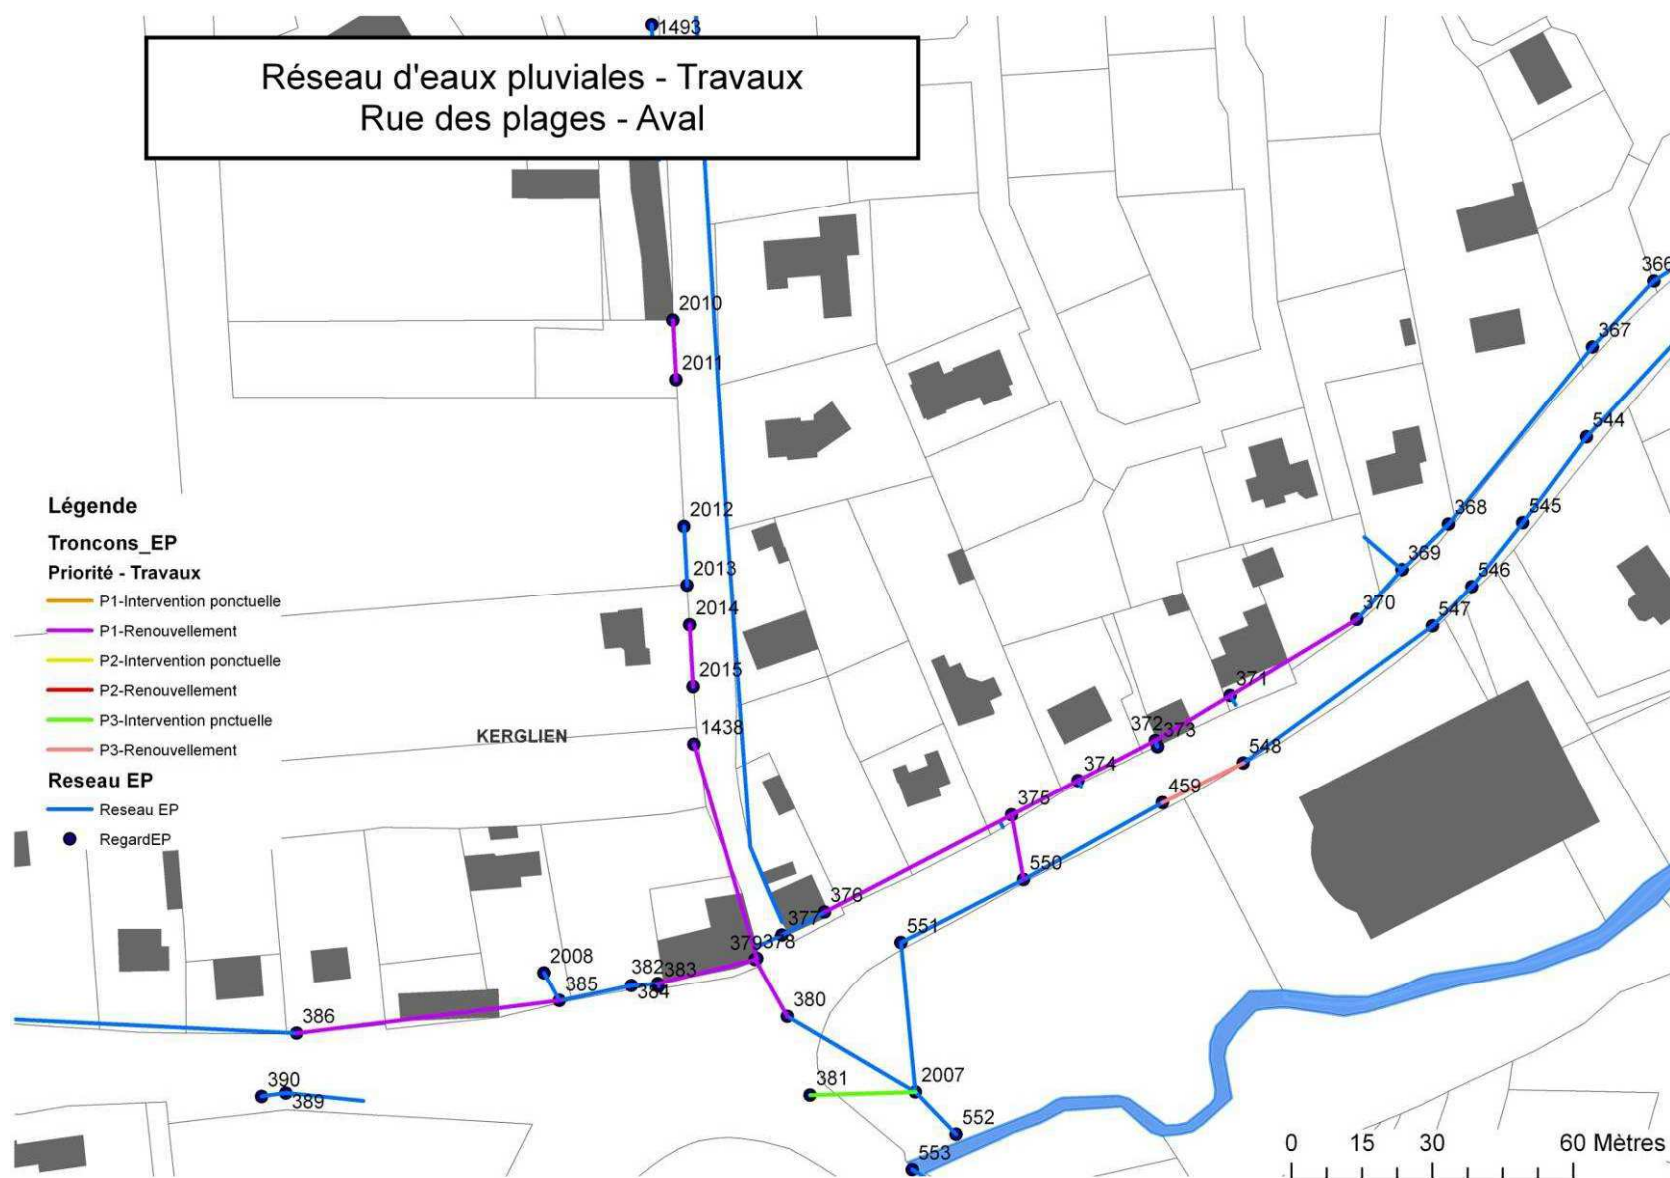 1493
Réseau d'eaux pluviales - Travaux
Rue des plages - Aval
366
2010
367
2011
544
Légende
Troncons_EP
Priorité - Travaux
P1-Intervention ponctuelle
P1-Renouvellement
P2-Intervention ponctuelle
P2-Renouvellement
P3-Intervention pnctuelle
P3-Renouvellement
Reseau EP
Reseau EP
RegardEP
2012
368
545
2013
369
546
2014
370
547
2015
371
1438
KERGLIEN
372
373
548
374
459
375
550
376
377
551
379
378
2008
382
383
385
384
380
386
390
389
381
2007
552
553
0 15 30 60 Mètres